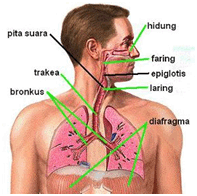 hidung
pita suara
faring
trakea
epiglotis
bronkus
laring
diafragma